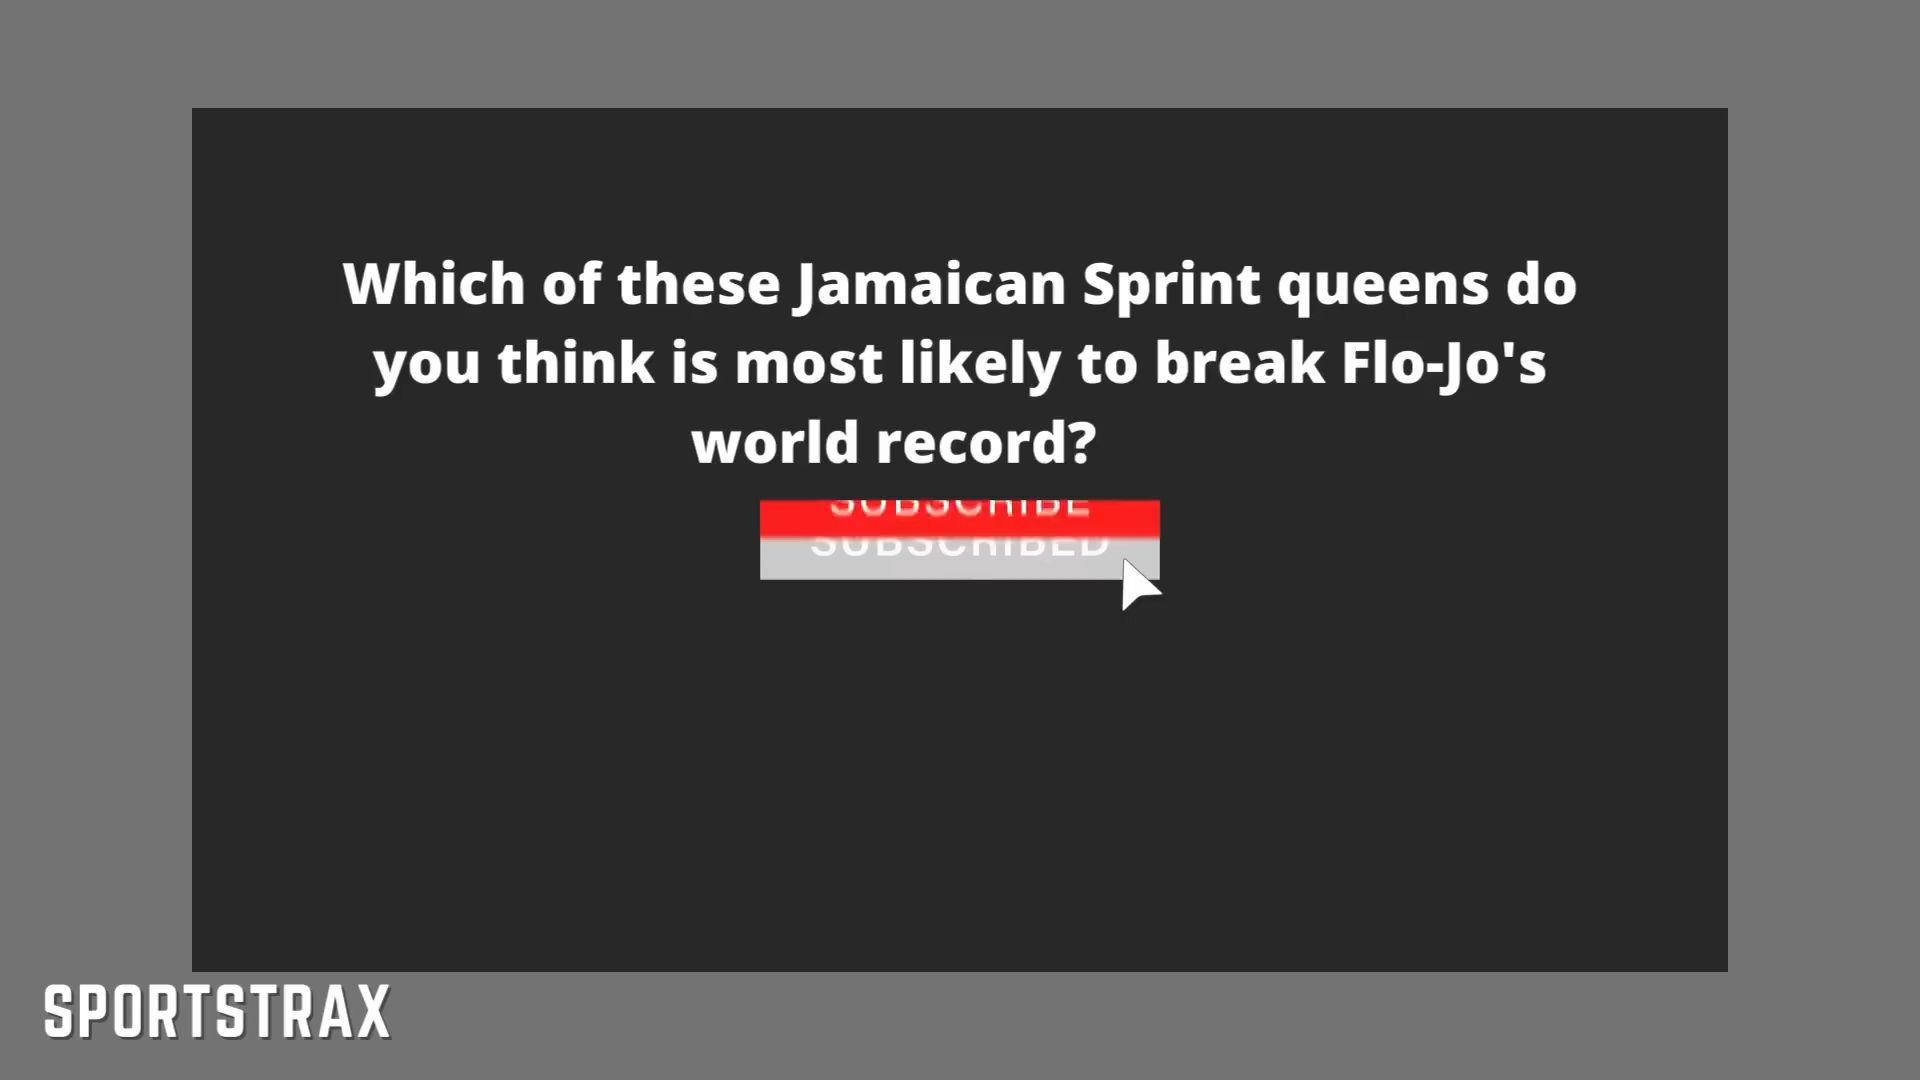 Which of these Jamaican Sprint queens do
you think is most likely to break Flo-Jo's
world record?
SUBSCRIBE
SUBSCRIBED
SPORTSTRAX